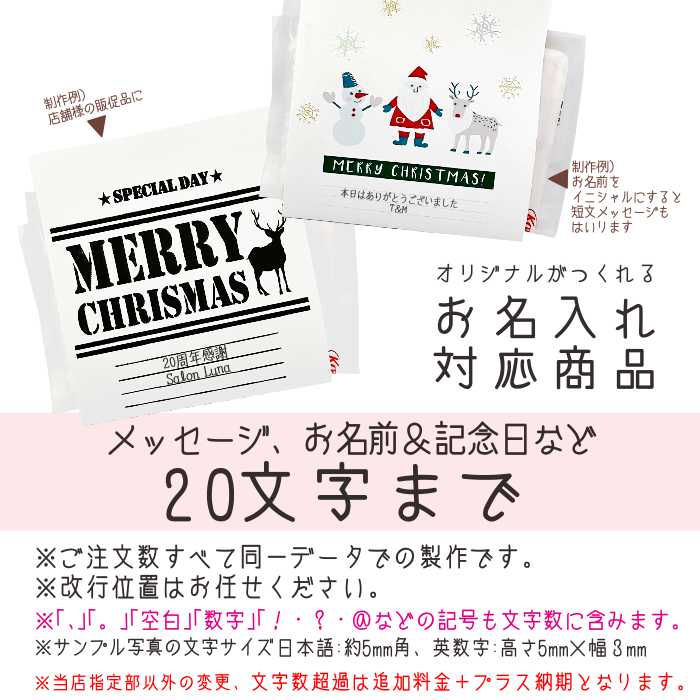 制作例）
店舗様の販促品に
★SPECIAL DAY★
MERRY
CHRISMAS
20周年感謝
Salon Luna
MERRY CHRISTMAS!
本日はありがとうございました
T&M
制作例）
お名前を
イニシャルにすると
短文メッセージも
はいります
オリジナルがつくれる
お名入れ
対応商品
メッセージ、お名前＆記念日など
20文字まで
※ご注文数すべて同一データでの製作です。
※改行位置はお任せください。
※「、」「。」「空白」「数字」「！・？・@などの記号も文字数に含みます。
※サンプル写真の文字サイズ日本語:約5mm角、英数字:高さ5mm×幅３mm
※当店指定部以外の変更、文字数超過は追加料金＋プラス納期となります。